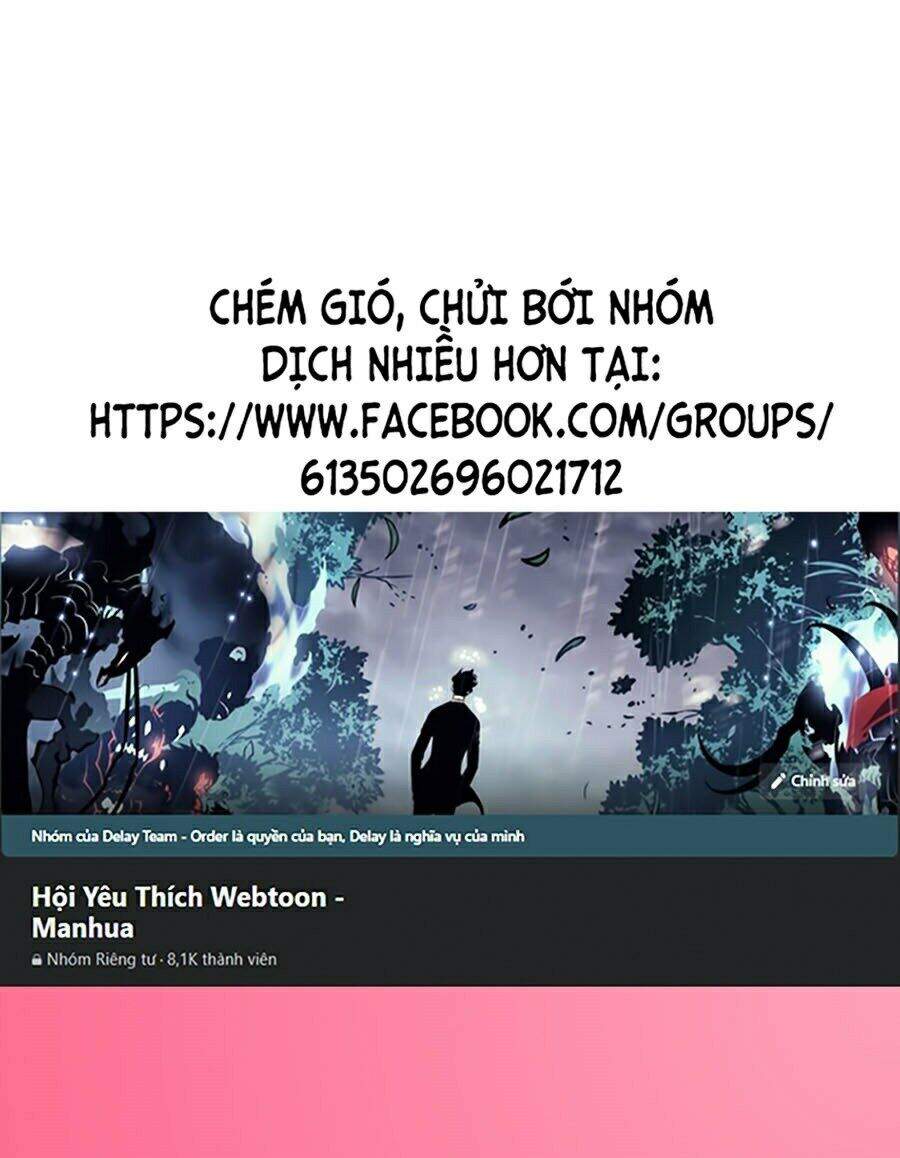 CHÉM GIÓ, CHỬI BỚI NHÓM
DỊCH NHIỀU HƠN TẠI:
HTTPS://WWW.FACEBOOK.COM/GROUPS/
613502696021712
Chỉnh sửa
Nhóm của Delay Team - Order là quyền của bạn, Delay là nghĩa vụ của mình
Hội Yêu Thích Webtoon -
Manhua
Nhóm Riêng tư · 8,1K thành viên